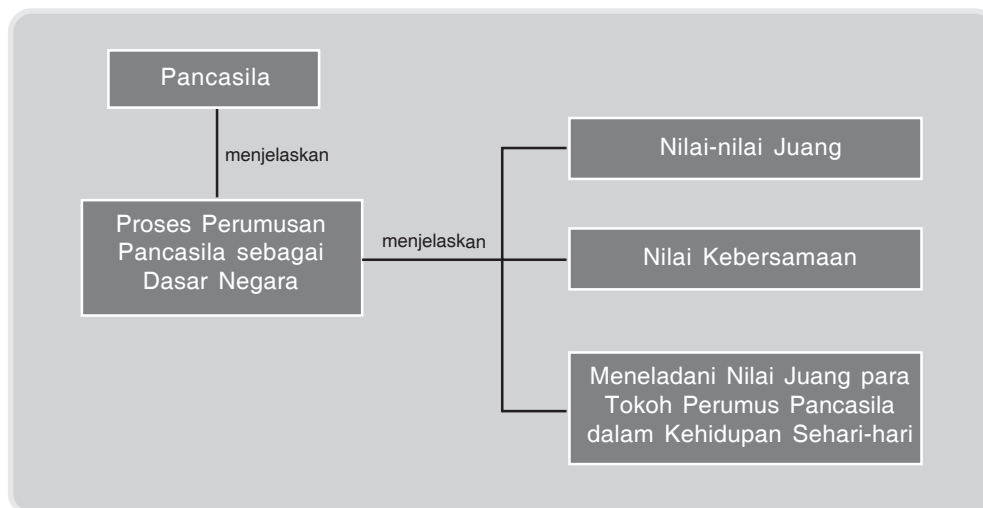 Pancasila
menjelaskan
Proses Perumusan
Pancasila sebagai
Dasar Negara
menjelaskan
Nilai-nilai Juang
Nilai Kebersamaan
Meneladani Nilai Juang para
Tokoh Perumus Pancasila
dalam Kehidupan Sehari-hari